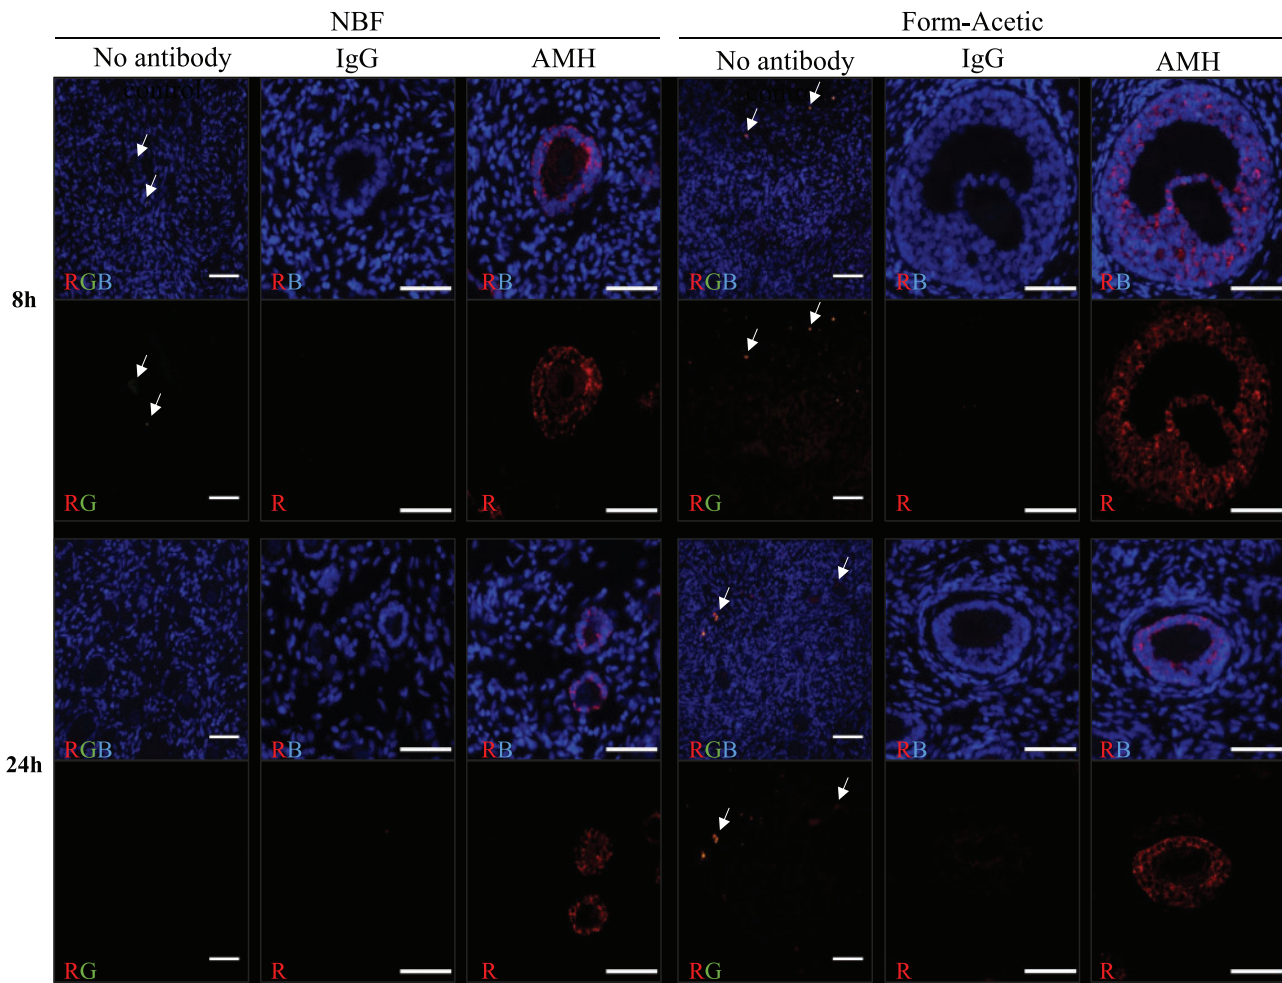 NBF Form-Acetic
No antibody IgG AMH No antibody IgG AMH
control
8h
RGB RB RB RGB RB RB
RG R R RG R R
24h
RGB RB RB RGB RB RB
RG R R RG R R